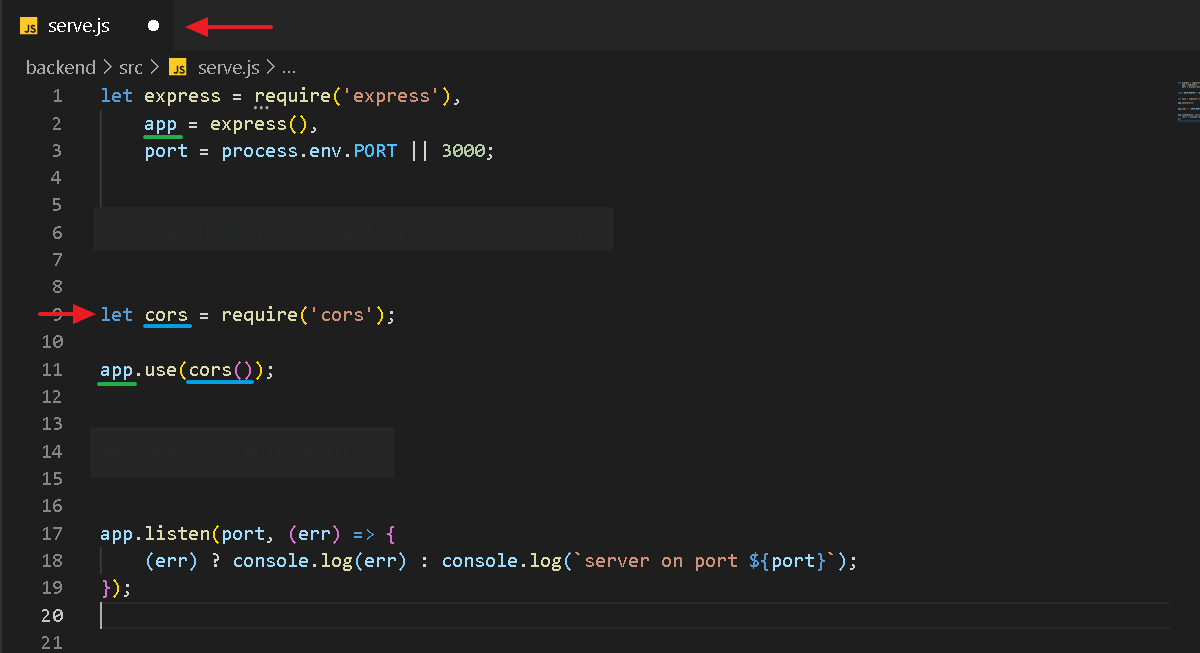 JS serve.js
backend > src > JS serve.js > ...
1 let express = require('express'),
2 app = express(),
3 port = process.env.PORT || 3000;
4
5
6
7
8
9 let cors = require('cors');
10
11 app.use(cors());
12
13
14
15
16
17 app.listen(port, (err) => {
18 (err) ? console.log(err) : console.log(`server on port ${port}`);
19 });
20
21